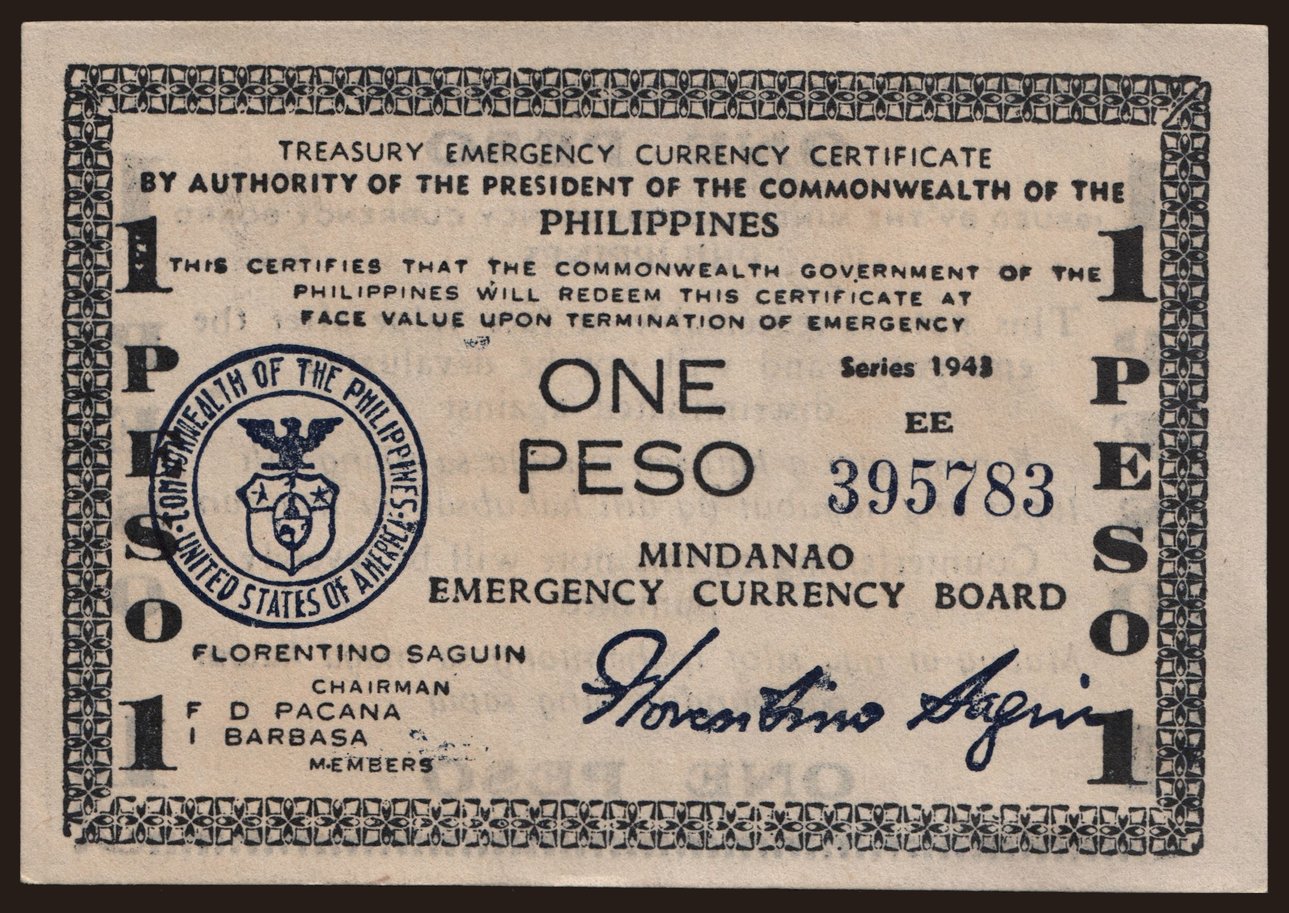 TREASURY EMERGENCY CURRENCY CERTIFICATE
BY AUTHORITY OF THE PRESIDENT OF THE COMMONWEALTH OF THE
PHILIPPINES
THIS CERTIFIES THAT THE COMMONWEALTH GOVERNMENT OF THE
PHILIPPINES WILL REDEEM THIS CERTIFICATE AT
FACE VALUE UPON TERMINATION OF EMERGENCY
1 PESO 1
1 PESO 1
ONE
PESO
Series 1943
EE
395783
COMMONWEALTH OF THE PHILIPPINES
UNITED STATES OF AMERICA
MINDANAO
EMERGENCY CURRENCY BOARD
FLORENTINO SAGUIN
CHAIRMAN
F D PACANA
I BARBASA
MEMBERS
Florentino Saguin